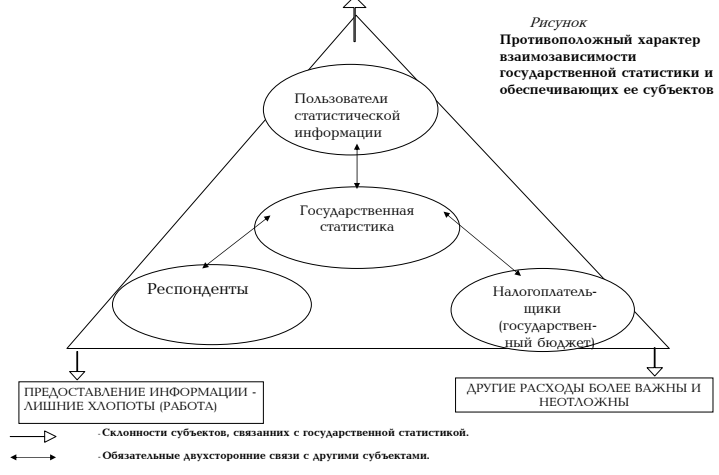 Рисунок
Противоположный характер
взаимозависимости
государственной статистики и
обеспечивающих ее субъектов
Пользователи
статистической
информации
Государственная
статистика
Респонденты
Налогоплатель-
щики
(государствен-
ный бюджет)
ПРЕДОСТАВЛЕНИЕ ИНФОРМАЦИИ -
ЛИШНИЕ ХЛОПОТЫ (РАБОТА)
ДРУГИЕ РАСХОДЫ БОЛЕЕ ВАЖНЫ И
НЕОТЛОЖНЫ
- Склонности субъектов, связанних с государственной статистикой.
- Обязательные двухсторонние связи с другими субъектами.